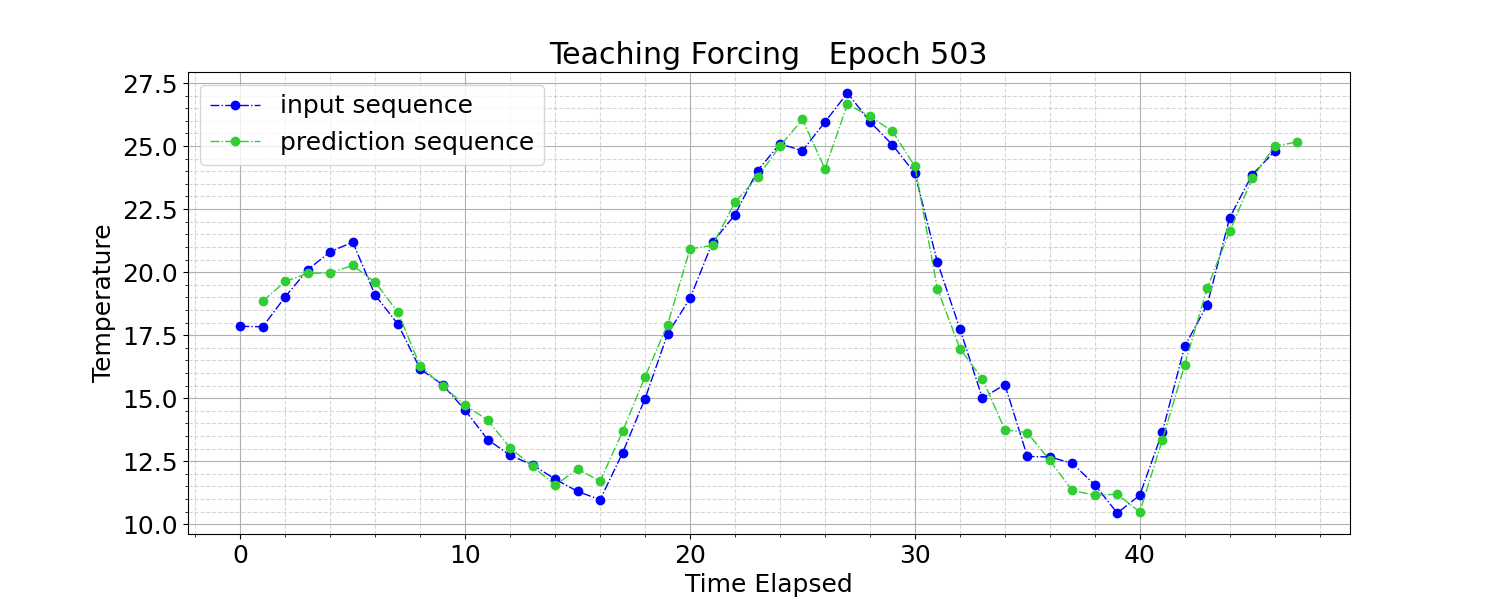 Teaching Forcing   Epoch 503
input sequence
prediction sequence
Temperature
27.5
25.0
22.5
20.0
17.5
15.0
12.5
10.0
0 10 20 30 40
Time Elapsed